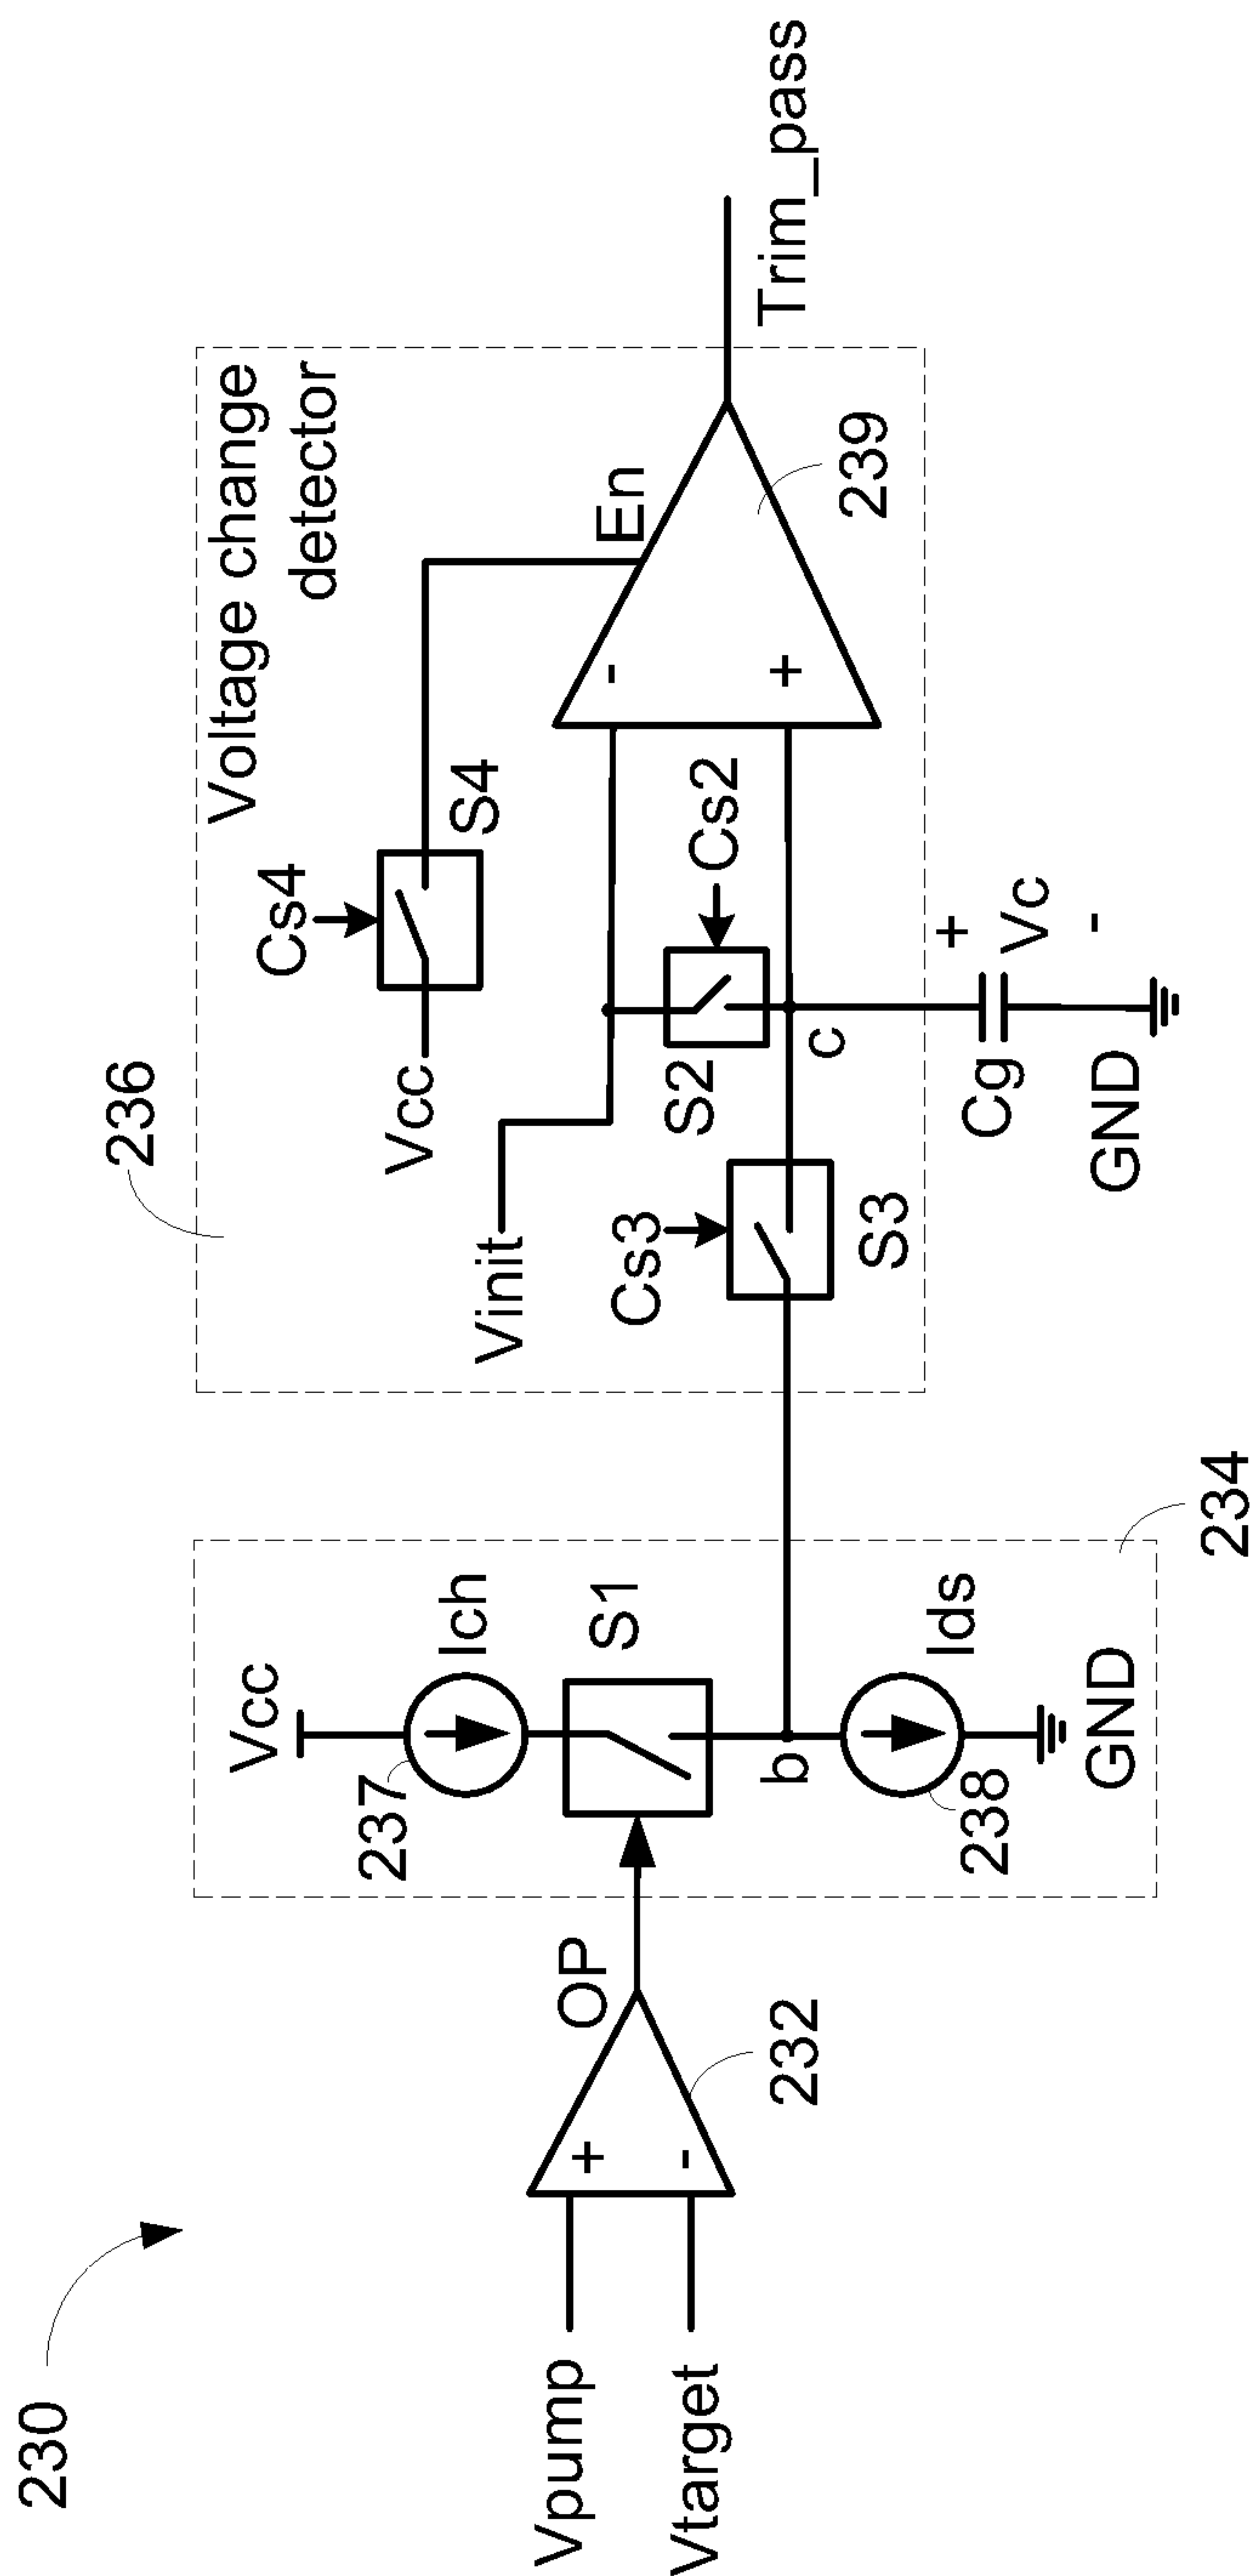 230
Vpump
Vtarget
+
-
OP
232
Vcc
237
Ich
S1
b
238
Ids
GND
234
236
Voltage change
detector
Vinit
Vcc
Cs4
S4
En
Cs3
S3
S2
Cs2
c
-
+
239
Cg
+
Vc
-
GND
Trim_pass